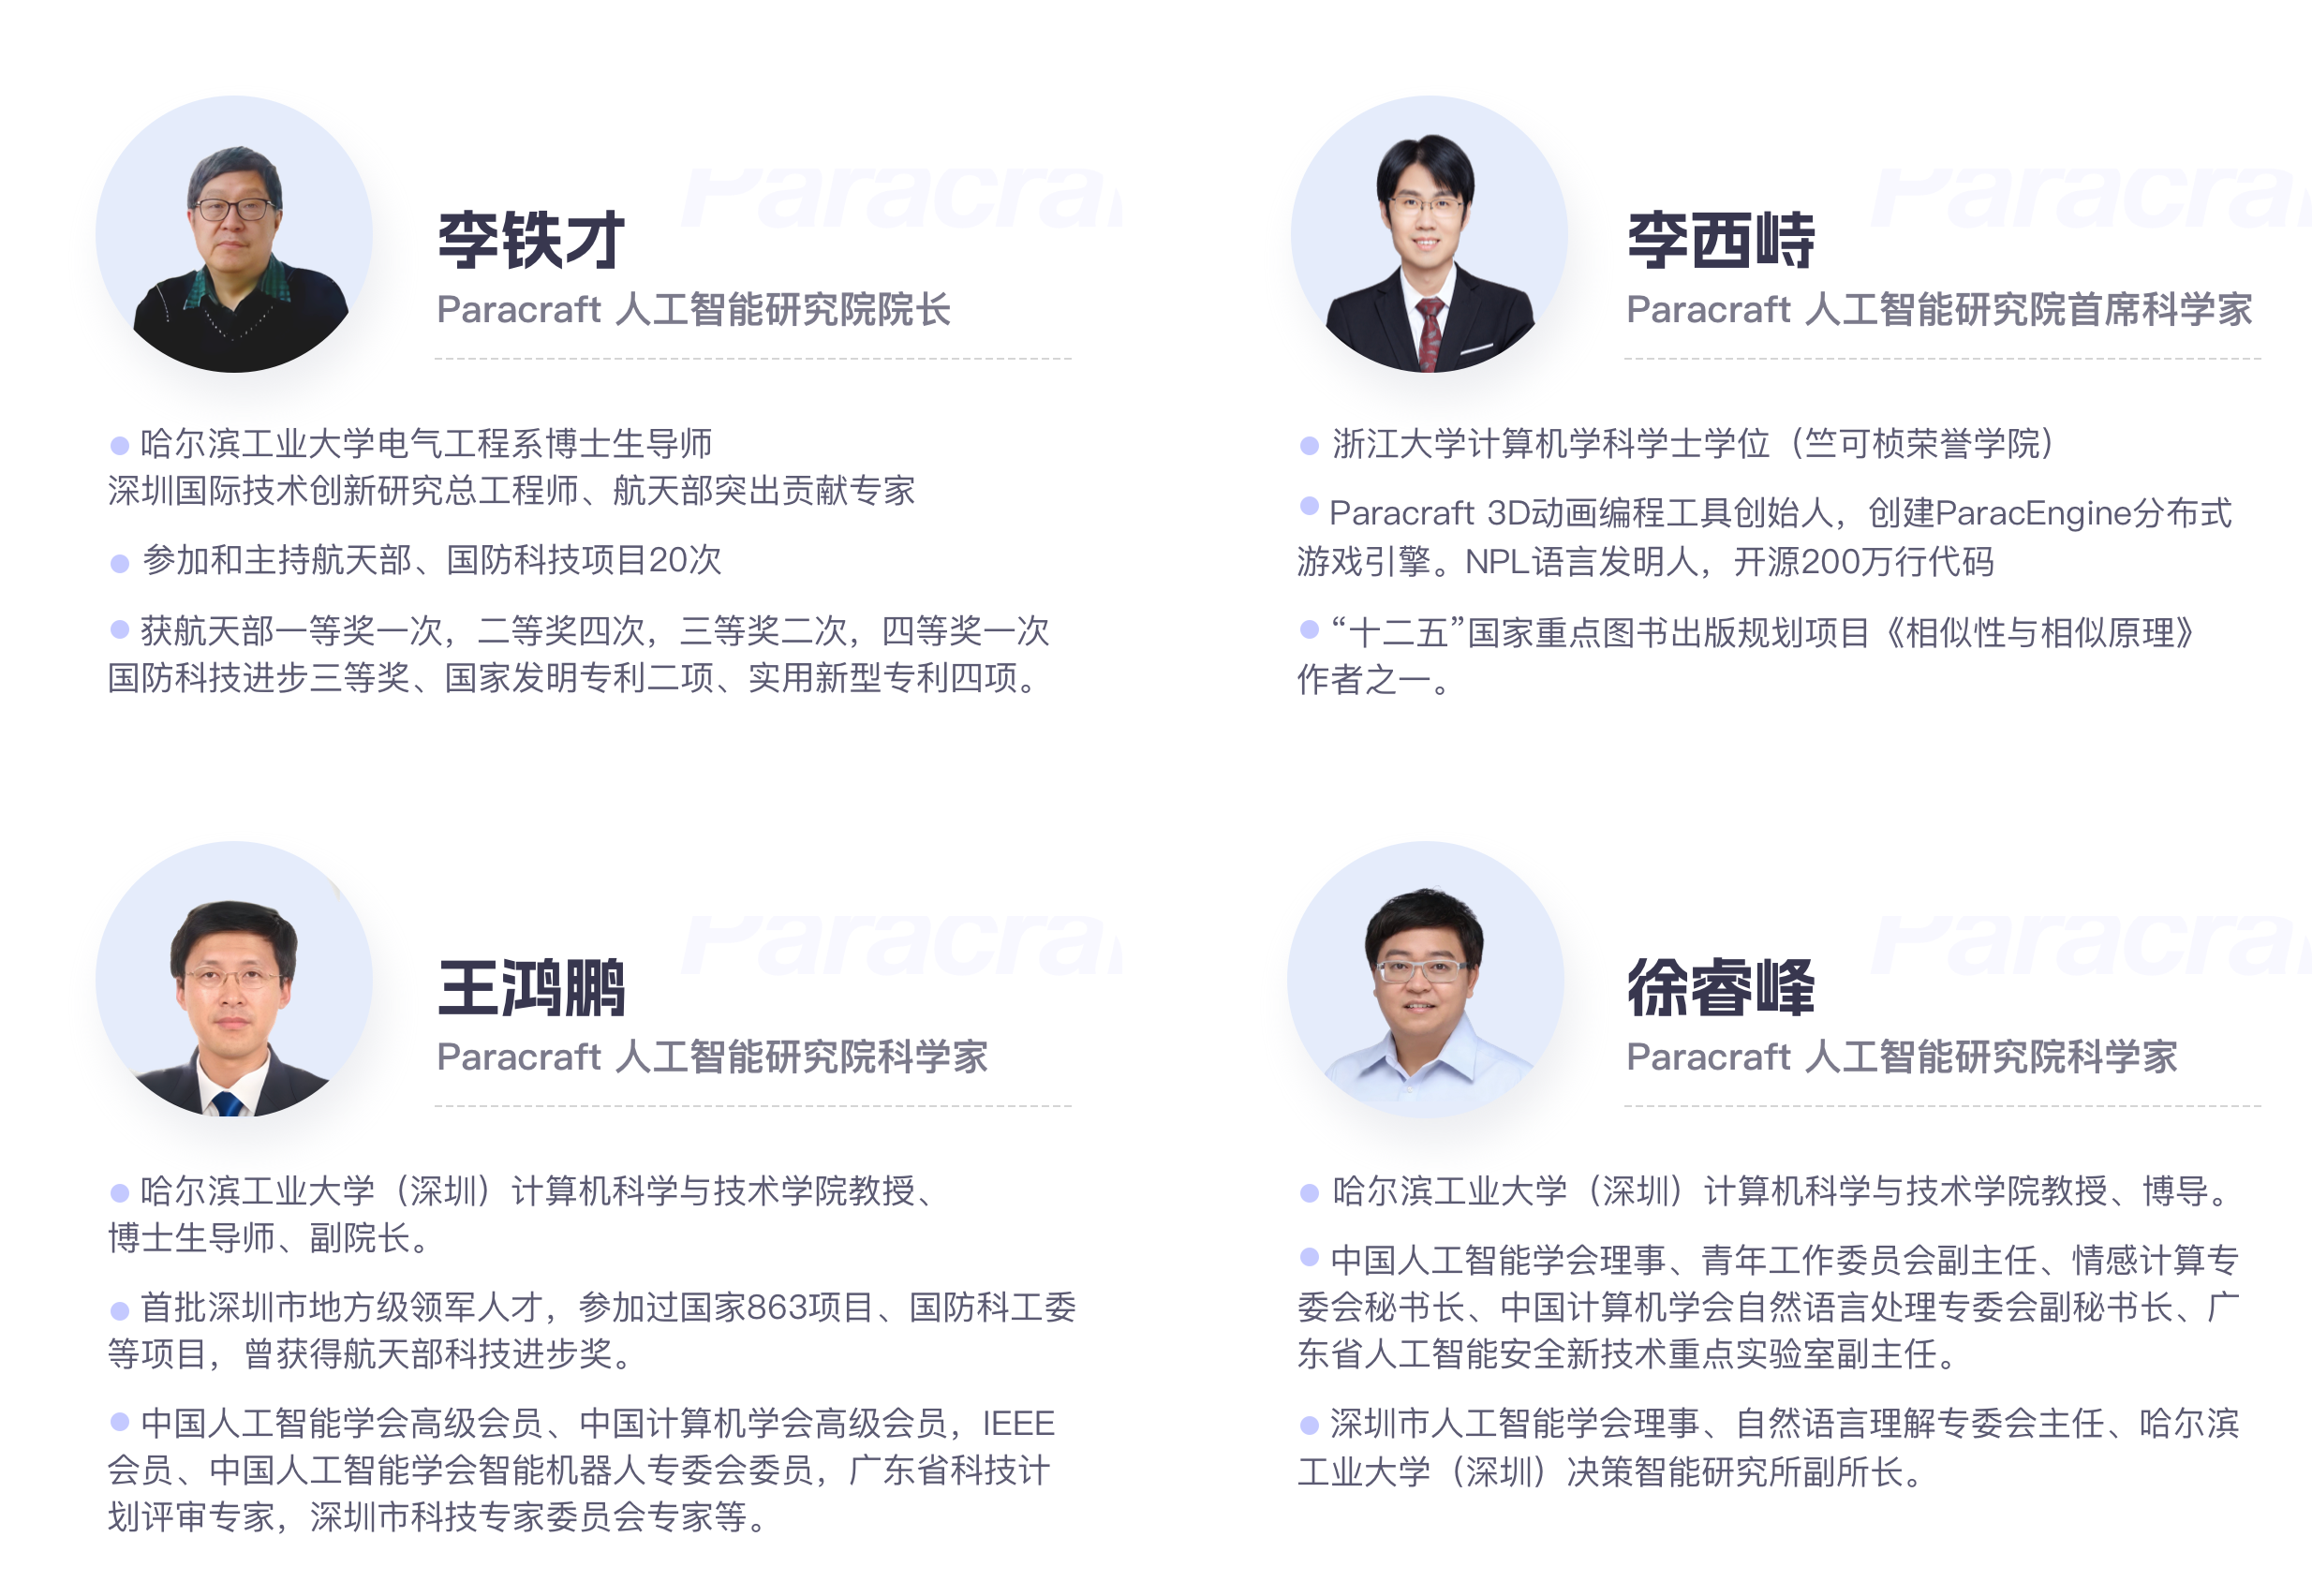 Paracraf
李铁才
Paracraft 人工智能研究院院长
哈尔滨工业大学电气工程系博士生导师
深圳国际技术创新研究总工程师、航天部突出贡献专家
参加和主持航天部、国防科技项目20次
获航天部一等奖一次，二等奖四次，三等奖二次，四等奖一次
国防科技进步三等奖、国家发明专利二项、实用新型专利四项。
Paracraf
李西峙
Paracraft 人工智能研究院首席科学家
浙江大学计算机学科学士学位（竺可桢荣誉学院）
Paracraft 3D动画编程工具创始人，创建ParacEngine分布式
游戏引擎。NPL语言发明人，开源200万行代码
“十二五”国家重点图书出版规划项目《相似性与相似原理》
作者之一。
Paracraf
王鸿鹏
Paracraft 人工智能研究院科学家
哈尔滨工业大学（深圳）计算机科学与技术学院教授、
博士生导师、副院长。
首批深圳市地方级领军人才，参加过国家863项目、国防科工委
等项目，曾获得航天部科技进步奖。
中国人工智能学会高级会员、中国计算机学会高级会员，IEEE
会员、中国人工智能学会智能机器人专委会委员，广东省科技计
划评审专家，深圳市科技专家委员会专家等。
Paracraf
徐睿峰
Paracraft 人工智能研究院科学家
哈尔滨工业大学（深圳）计算机科学与技术学院教授、博导。
中国人工智能学会理事、青年工作委员会副主任、情感计算专
委会秘书长、中国计算机学会自然语言处理专委会副秘书长、广
东省人工智能安全新技术重点实验室副主任。
深圳市人工智能学会理事、自然语言理解专委会主任、哈尔滨
工业大学（深圳）决策智能研究所副所长。